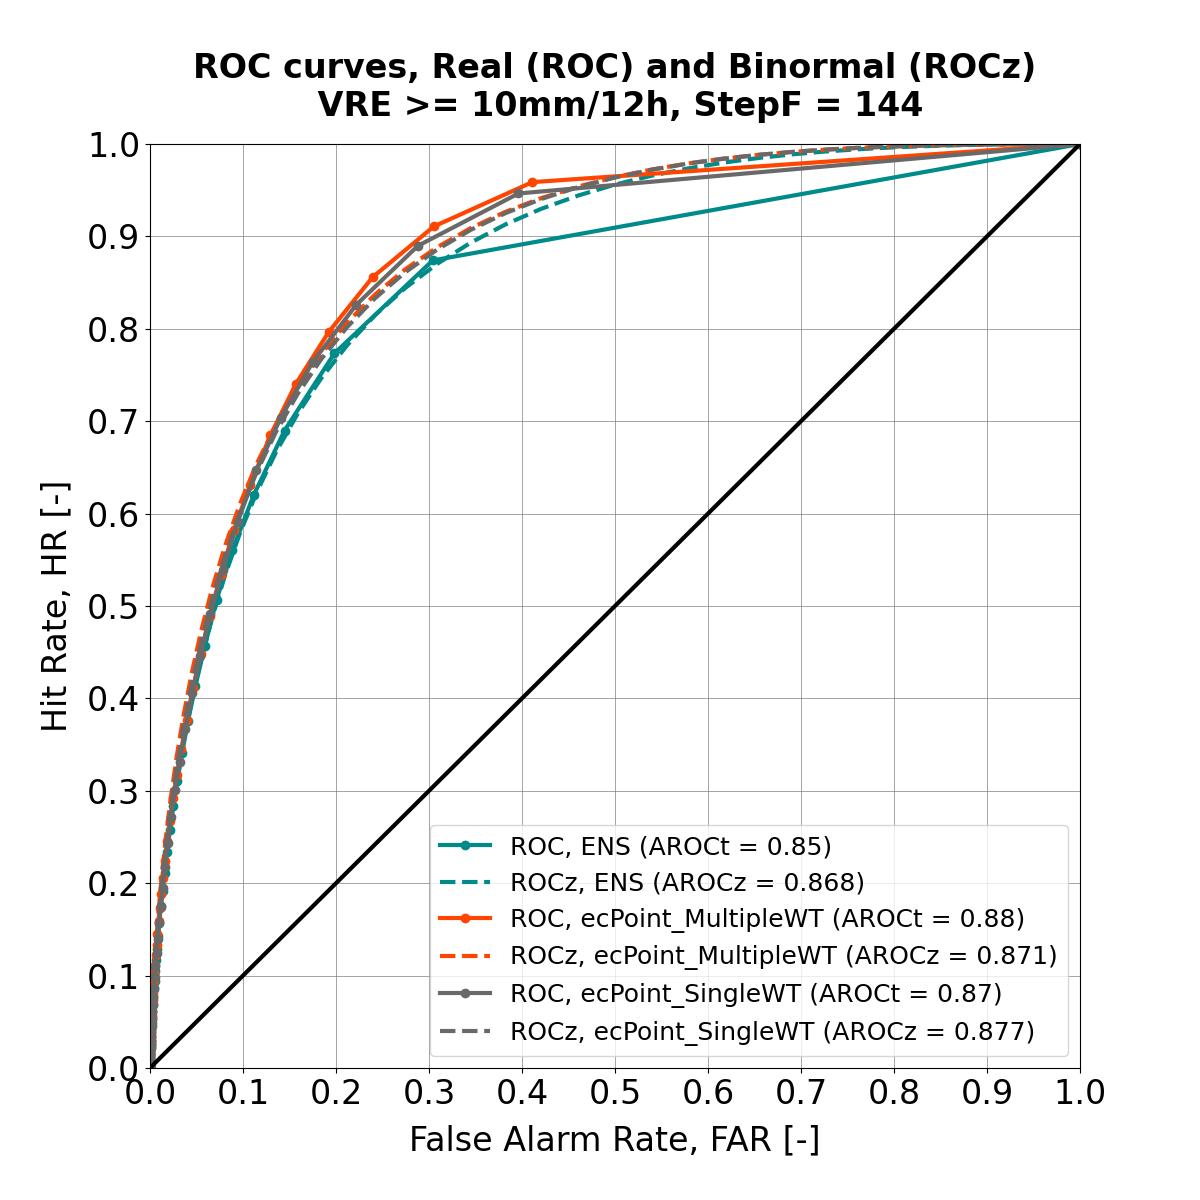 ROC curves, Real (ROC) and Binormal (ROCz)
VRE >= 10mm/12h, StepF = 144
1.0
0.9
0.8
0.7
0.6
0.5
0.4
0.3
0.2
0.1
0.0
Hit Rate, HR [-]
ROC, ENS (AROCt = 0.85)
ROCz, ENS (AROCz = 0.868)
ROC, ecPoint_MultipleWT (AROCt = 0.88)
ROCz, ecPoint_MultipleWT (AROCz = 0.871)
ROC, ecPoint_SingleWT (AROCt = 0.87)
ROCz, ecPoint_SingleWT (AROCz = 0.877)
0.0 0.1 0.2 0.3 0.4 0.5 0.6 0.7 0.8 0.9 1.0
False Alarm Rate, FAR [-]